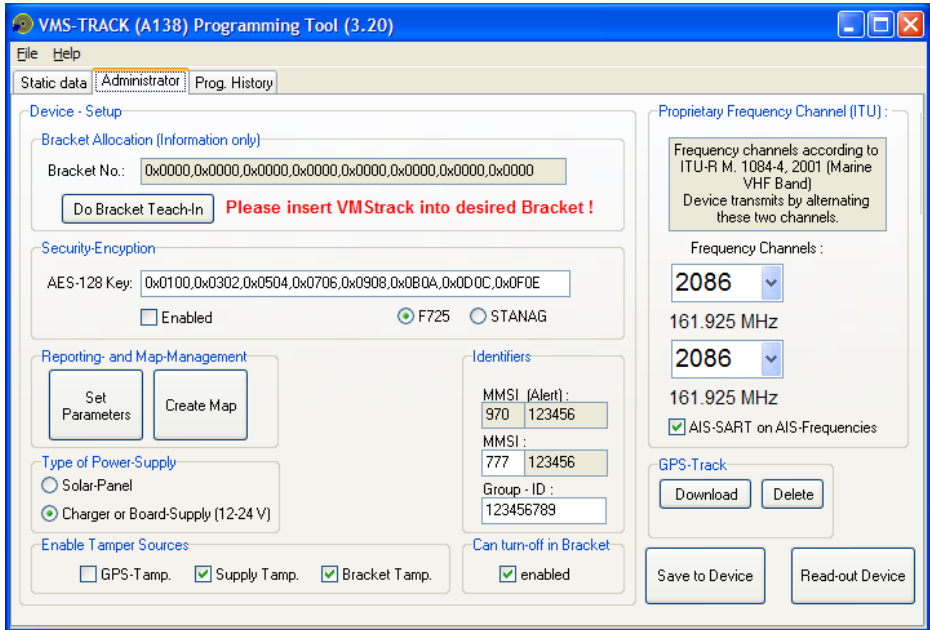 VMS-TRACK (A138) Programming Tool (3.20)
File Help
Static data Administrator Prog. History
Device - Setup
Bracket Allocation (Information only)
Bracket No.: 0x0000,0x0000,0x0000,0x0000,0x0000,0x0000,0x0000,0x0000
Do Bracket Teach-In Please insert VMStrack into desired Bracket !
Security-Encyption
AES-128 Key: 0x0100,0x0302,0x0504,0x0706,0x0908,0x0B0A,0x0D0C,0x0F0E
Enabled F725 STANAG
Reporting- and Map-Management
Set
Parameters
Create Map
Type of Power-Supply
Solar-Panel
Charger or Board-Supply (12-24 V)
Identifiers
MMSI (Alert) :
970 123456
MMSI :
777 123456
Group - ID :
123456789
Enable Tamper Sources
GPS-Tamp. Supply Tamp. Bracket Tamp.
Can turn-off in Bracket
enabled
Proprietary Frequency Channel (ITU) :
Frequency channels according to
ITU-R M. 1084-4, 2001 (Marine
VHF Band)
Device transmits by alternating
these two channels.
Frequency Channels :
2086
161.925 MHz
2086
161.925 MHz
AIS-SART on AIS-Frequencies
GPS-Track
Download Delete
Save to Device Read-out Device